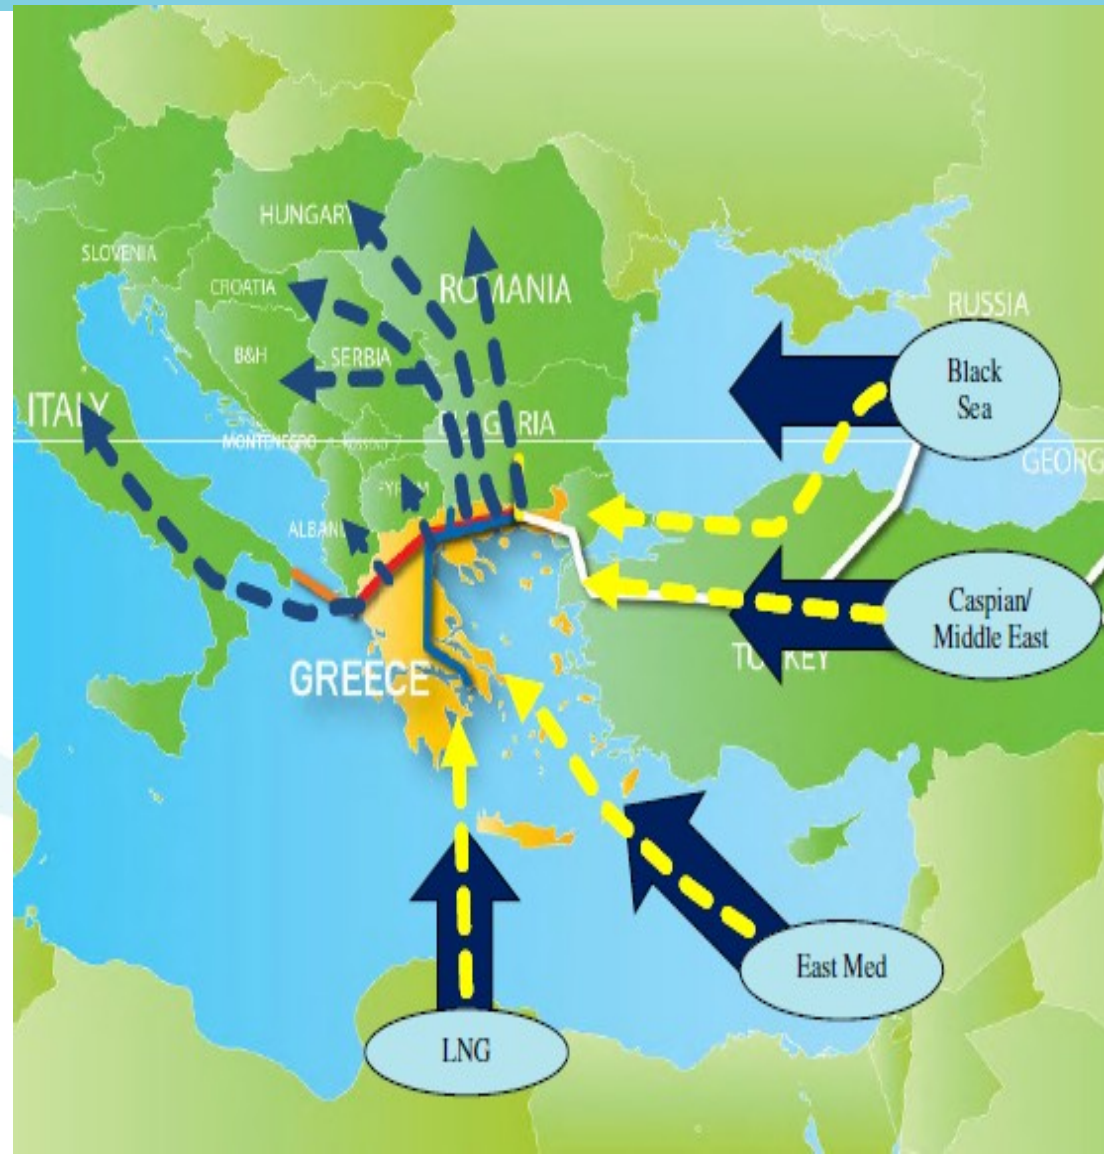 HUNGARY
SLOVENIA
CROATIA
ROMANIA
RUSSIA
B&H
SERBIA
Black
Sea
ITALY
BULGARIA
MONTENEGRO
GEORG
FYROM
ALBANI
Caspian/
Middle East
TURKEY
GREECE
East Med
LNG